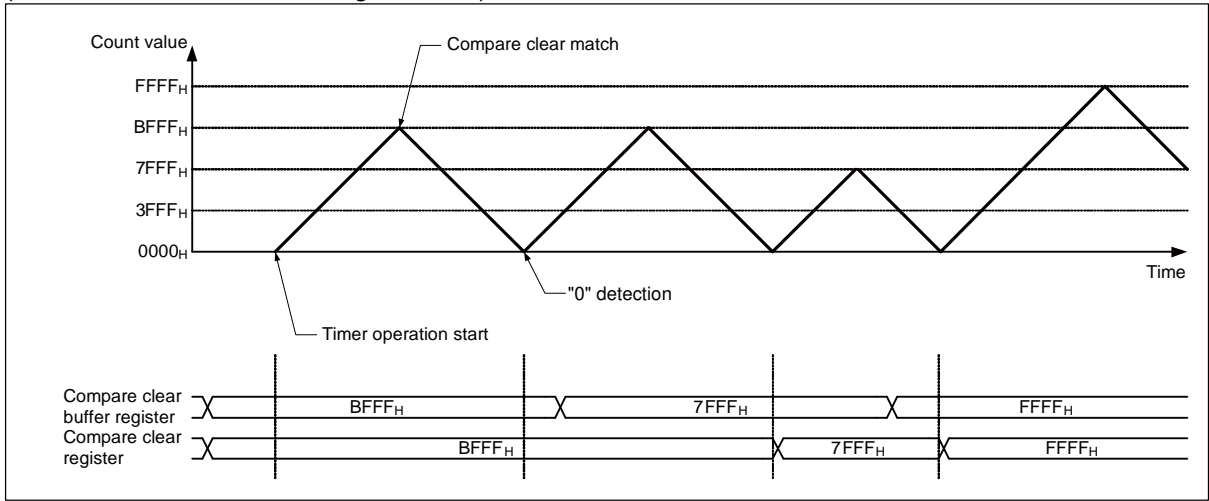 Count value
Compare clear match
FFFFH
BFFFH
7FFFH
3FFFH
0000H
Time
"0" detection
Timer operation start
Compare clear
buffer register
BFFFH
7FFFH
FFFFH
Compare clear
register
BFFFH
7FFFH
FFFFH